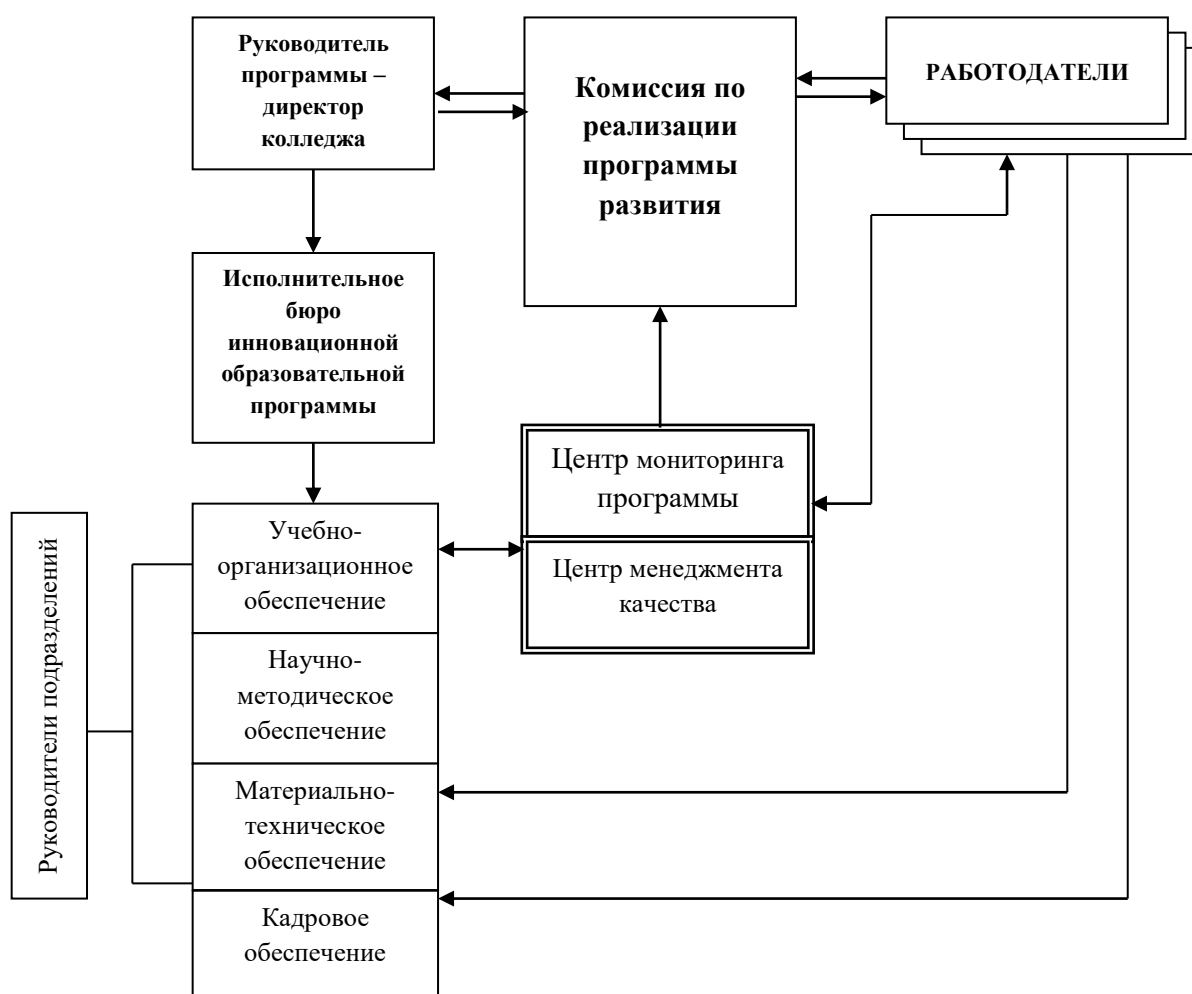 Руководитель
программы –
директор
колледжа
Комиссия по
реализации
программы
развития
РАБОТОДАТЕЛИ
Исполнительное
бюро
инновационной
образовательной
программы
Центр мониторинга
программы
Центр менеджмента
качества
Руководители подразделений
Учебно-
организационное
обеспечение
Научно-
методическое
обеспечение
Материально-
техническое
обеспечение
Кадровое
обеспечение